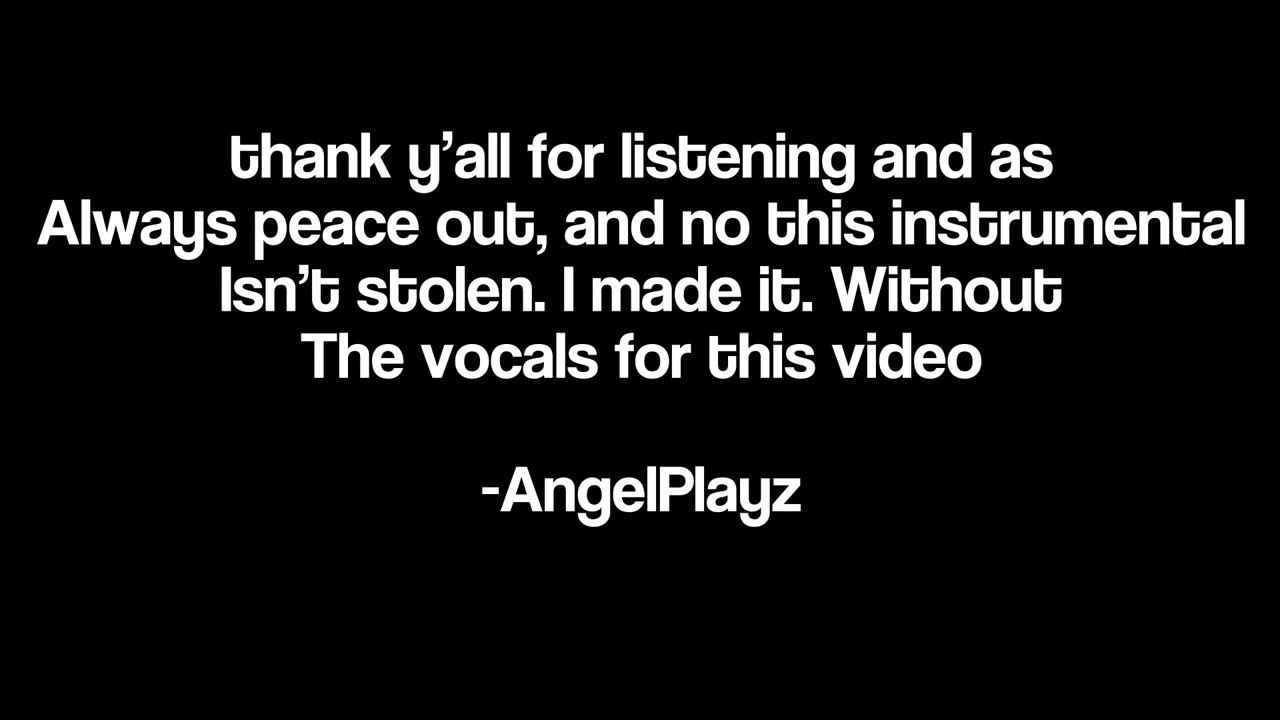 thank y’all for listening and as
Always peace out, and no this instrumental
Isn’t stolen. I made it. Without
The vocals for this video
-AngelPlayz